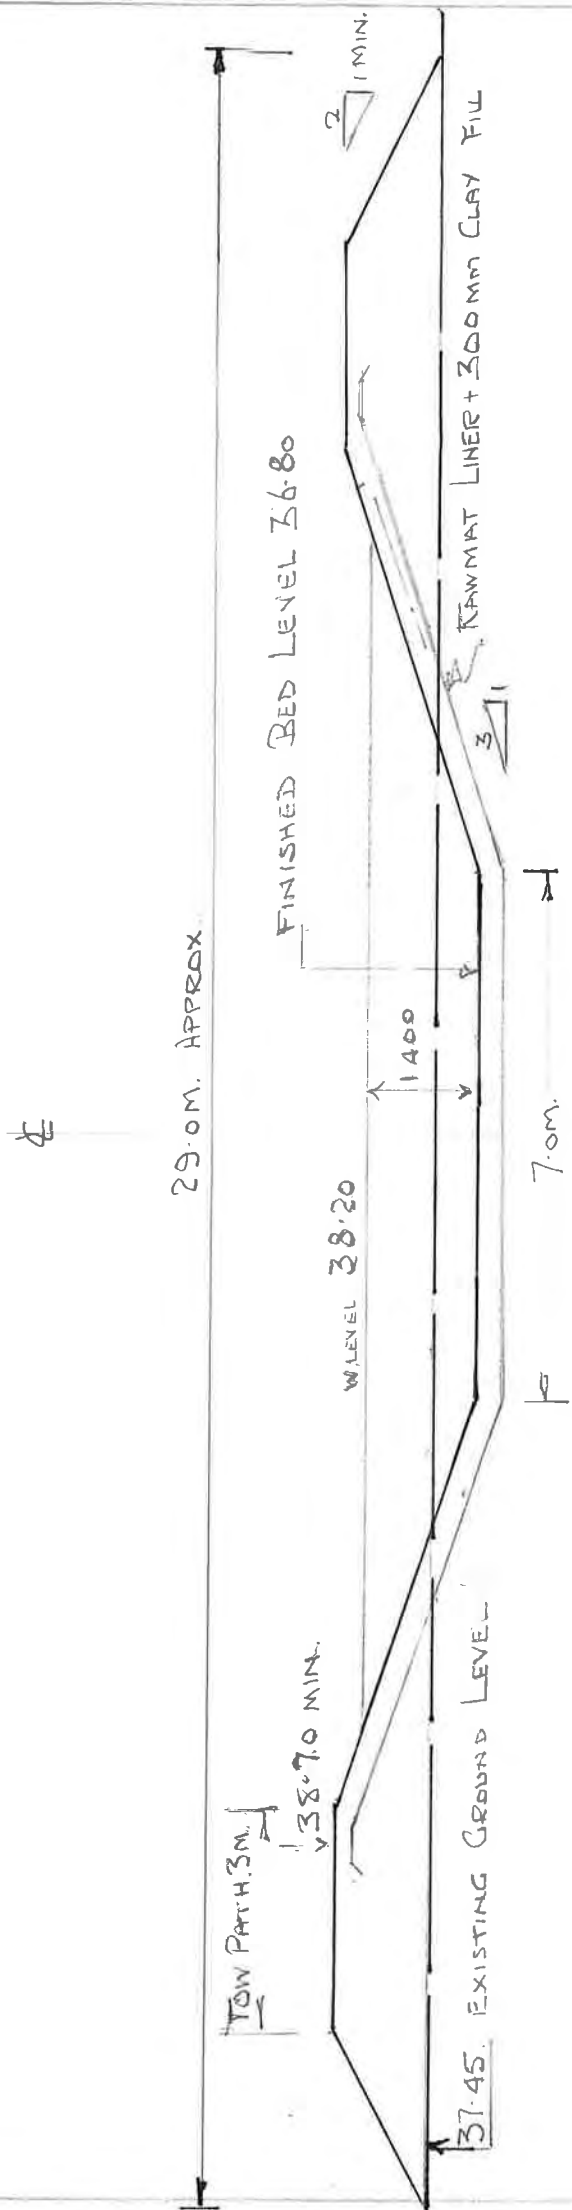 ℄
29.0M. APPROX
2
1 MIN.
TOW PATH.3M.
38.70 MIN.
W.LEVEL 38.20
1400
FINISHED BED LEVEL 36.80
37.45. EXISTING GROUND LEVEL
7.0M.
3
1
RAWMAT LINER + 300MM CLAY FILL